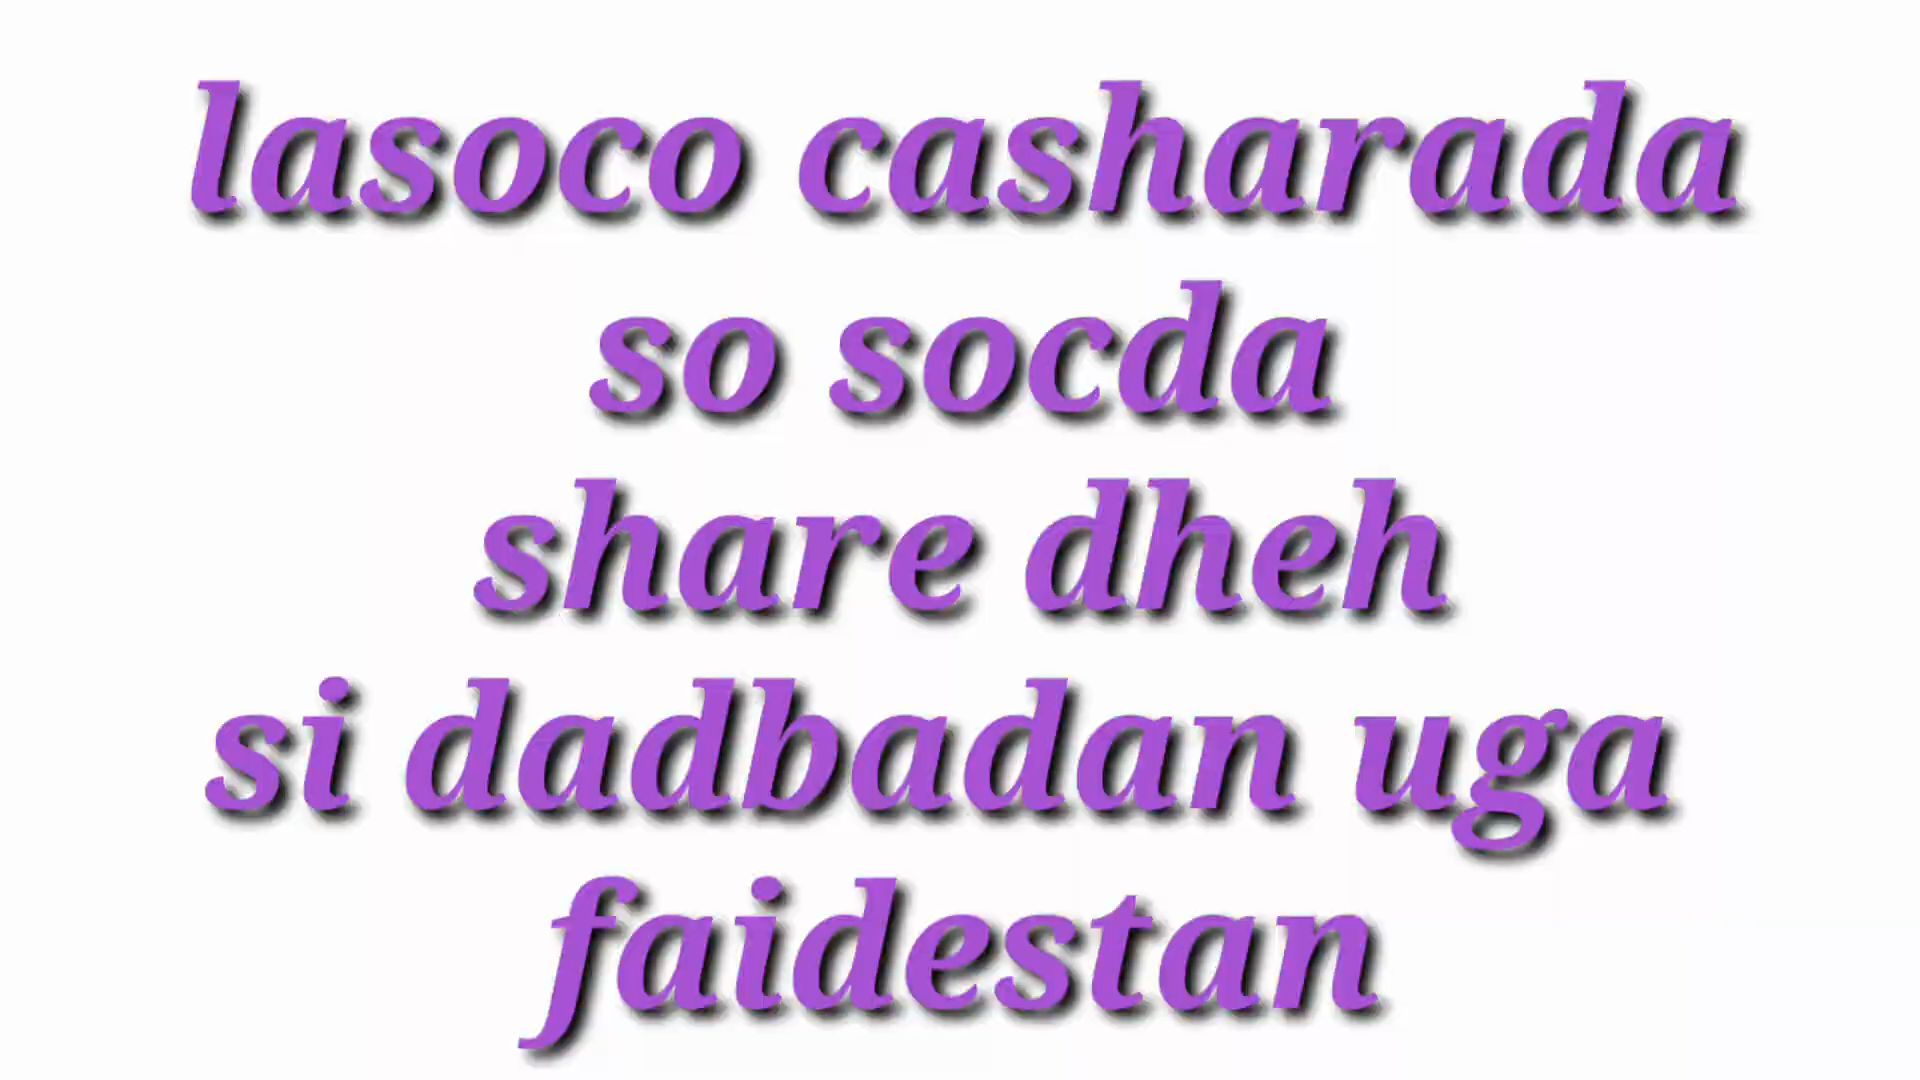 lasoco casharada
so socda
share dheh
si dadbadan uga
faidestan